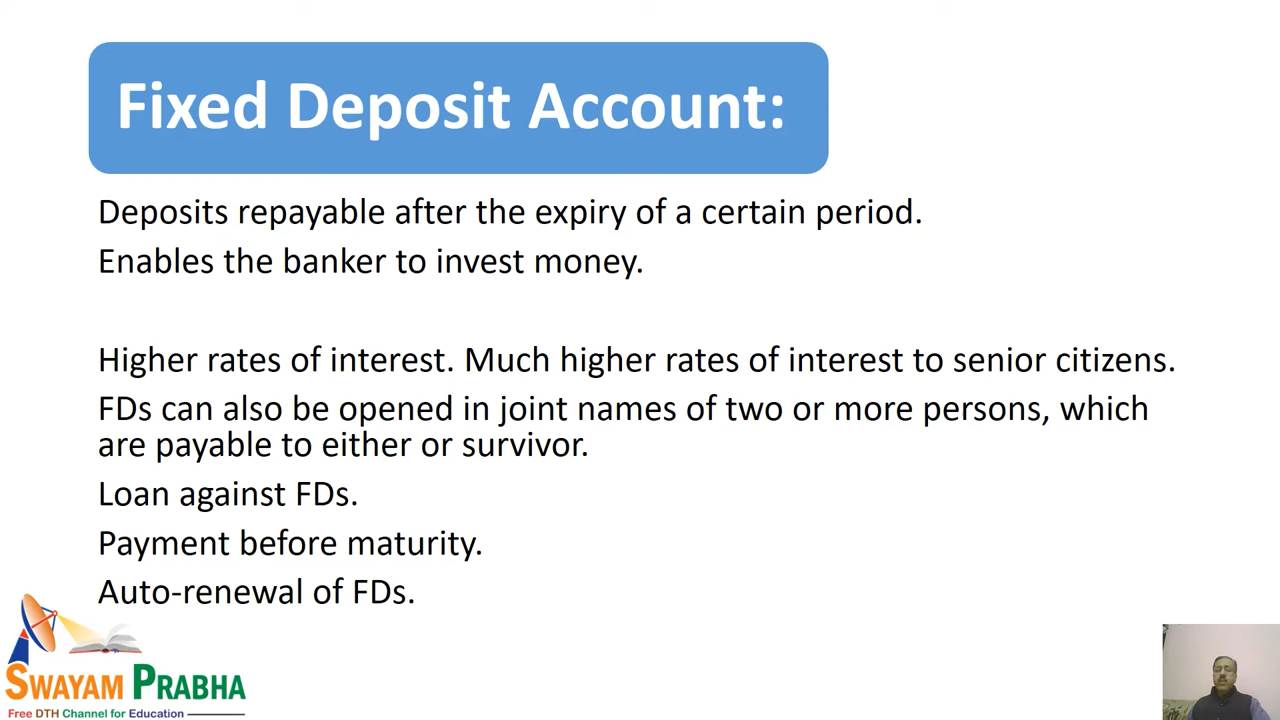 Fixed Deposit Account:
Deposits repayable after the expiry of a certain period.
Enables the banker to invest money.
Higher rates of interest. Much higher rates of interest to senior citizens.
FDs can also be opened in joint names of two or more persons, which
are payable to either or survivor.
Loan against FDs.
Payment before maturity.
Auto-renewal of FDs.
SWAYAM PRABHA
Free DTH Channel for Education